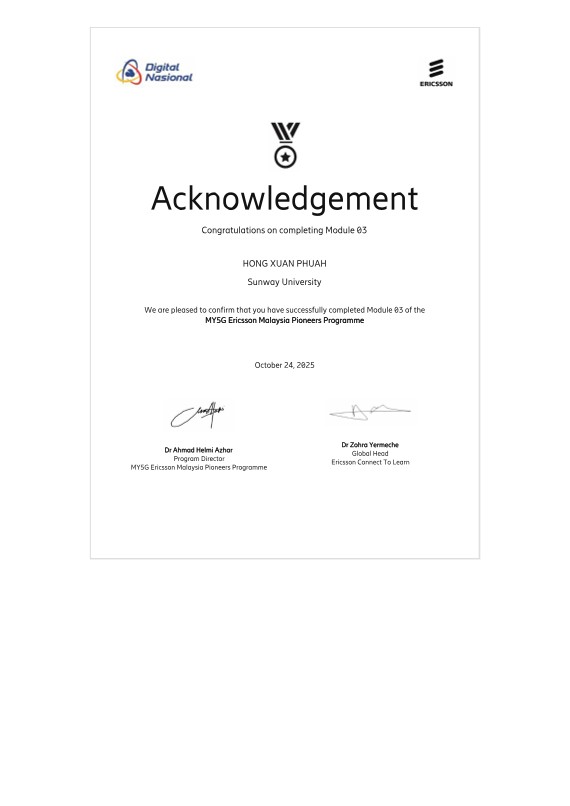 Digital
Nasional
ERICSSON
Acknowledgement
Congratulations on completing Module 03
HONG XUAN PHUAH
Sunway University
We are pleased to confirm that you have successfully completed Module 03 of the
MY5G Ericsson Malaysia Pioneers Programme
October 24, 2025
Dr Ahmad Helmi Azhar
Program Director
MY5G Ericsson Malaysia Pioneers Programme
Dr Zahra Yermeche
Global Head
Ericsson Connect To Learn